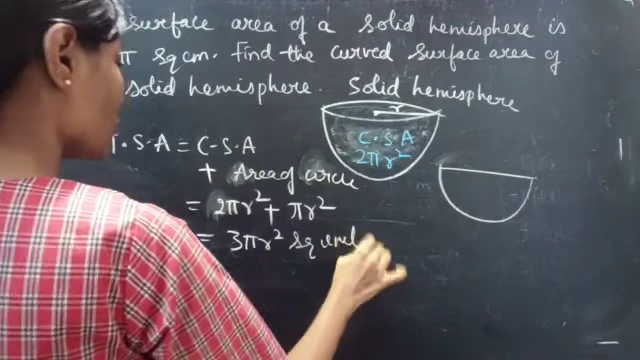 surface area of a solid hemisphere is
π sq cm. Find the curved surface area of
solid hemisphere. Solid hemisphere
r
T.S.A = C.S.A
C.S.A
2πr²
+ Area of circle
= 2πr² + πr²
= 3πr² sq unit